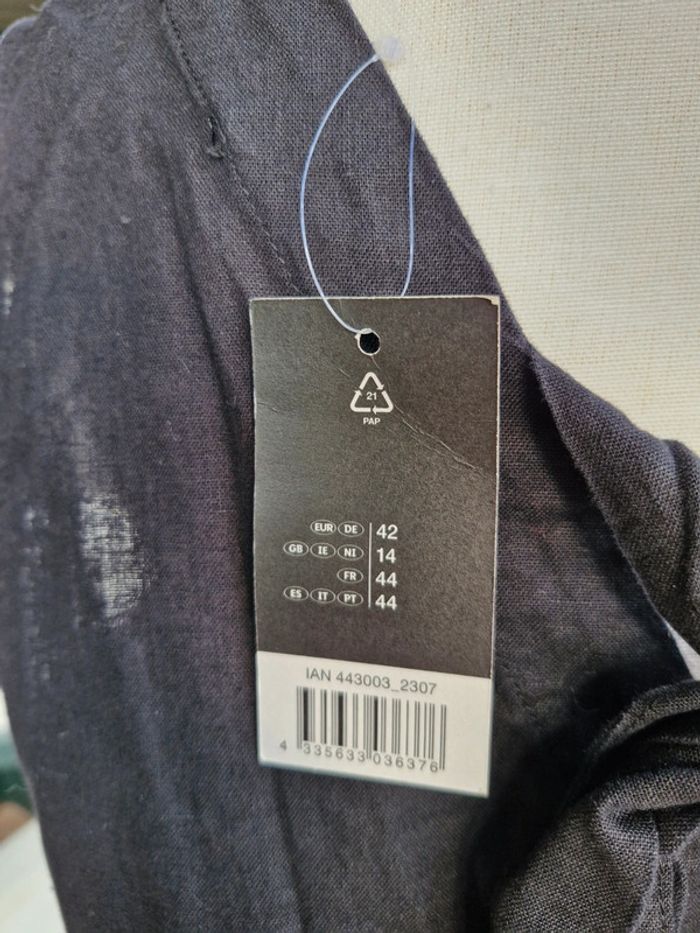 21
PAP
EUR DE 42
GB IE NI 14
FR 44
ES IT PT 44
IAN 443003_2307
4 335633 036376